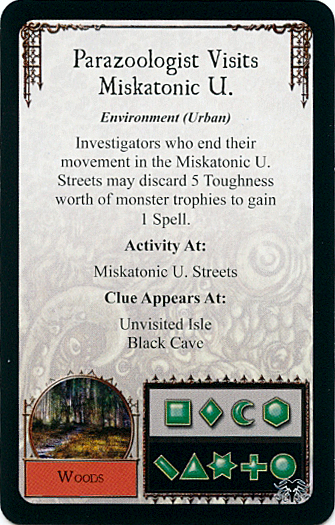 Parazoologist Visits
Miskatonic U.
Environment (Urban)
Investigators who end their
movement in the Miskatonic U.
Streets may discard 5 Toughness
worth of monster trophies to gain
1 Spell.
Activity At:
Miskatonic U. Streets
Clue Appears At:
Unvisited Isle
Black Cave
Woods